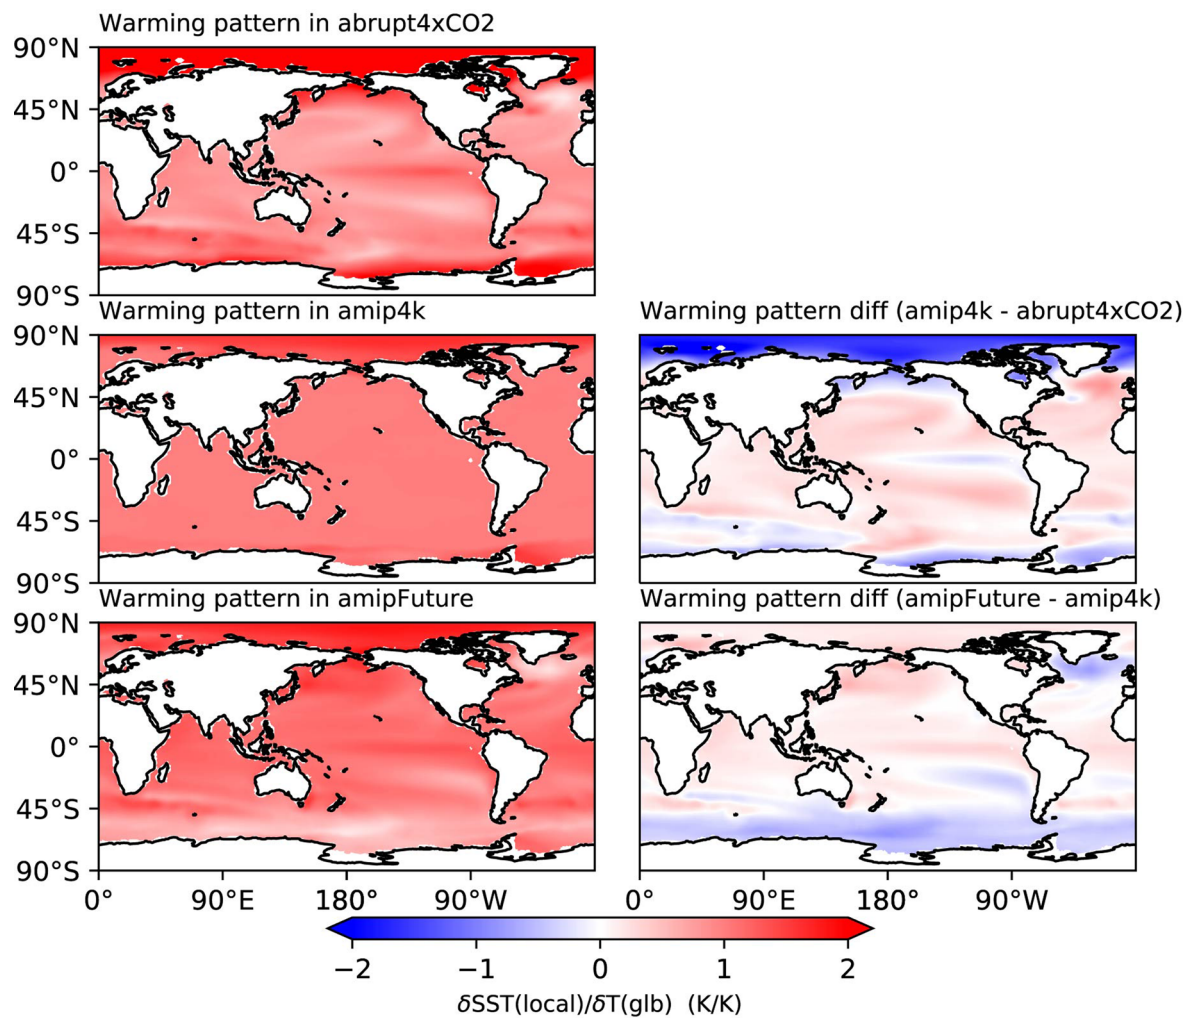 Warming pattern in abrupt4xCO2
90°N
45°N
0°
45°S
90°S
Warming pattern in amip4k
90°N
45°N
0°
45°S
90°S
Warming pattern diff (amip4k - abrupt4xCO2)
Warming pattern in amipFuture
90°N
45°N
0°
45°S
90°S
0° 90°E 180° 90°W
Warming pattern diff (amipFuture - amip4k)
0° 90°E 180° 90°W
−2 −1 0 1 2
δSST(local)/δT(glb) (K/K)